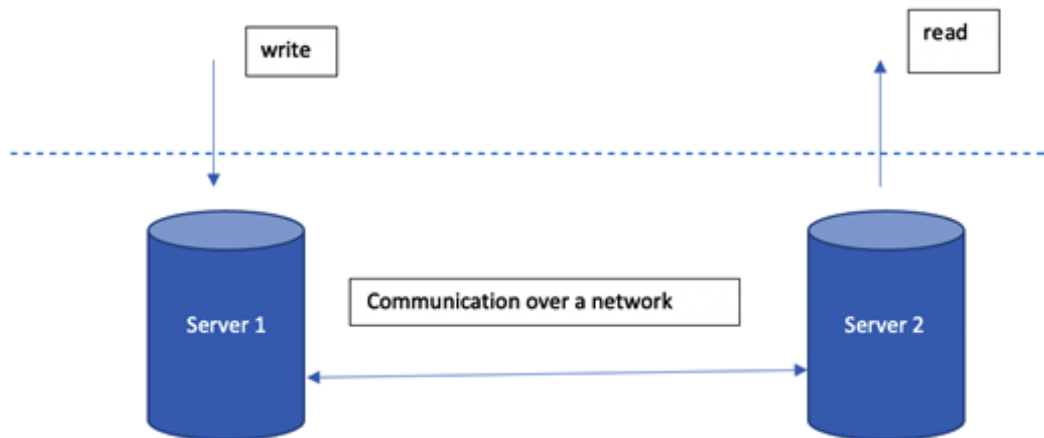 write
read
Communication over a network
Server 1
Server 2